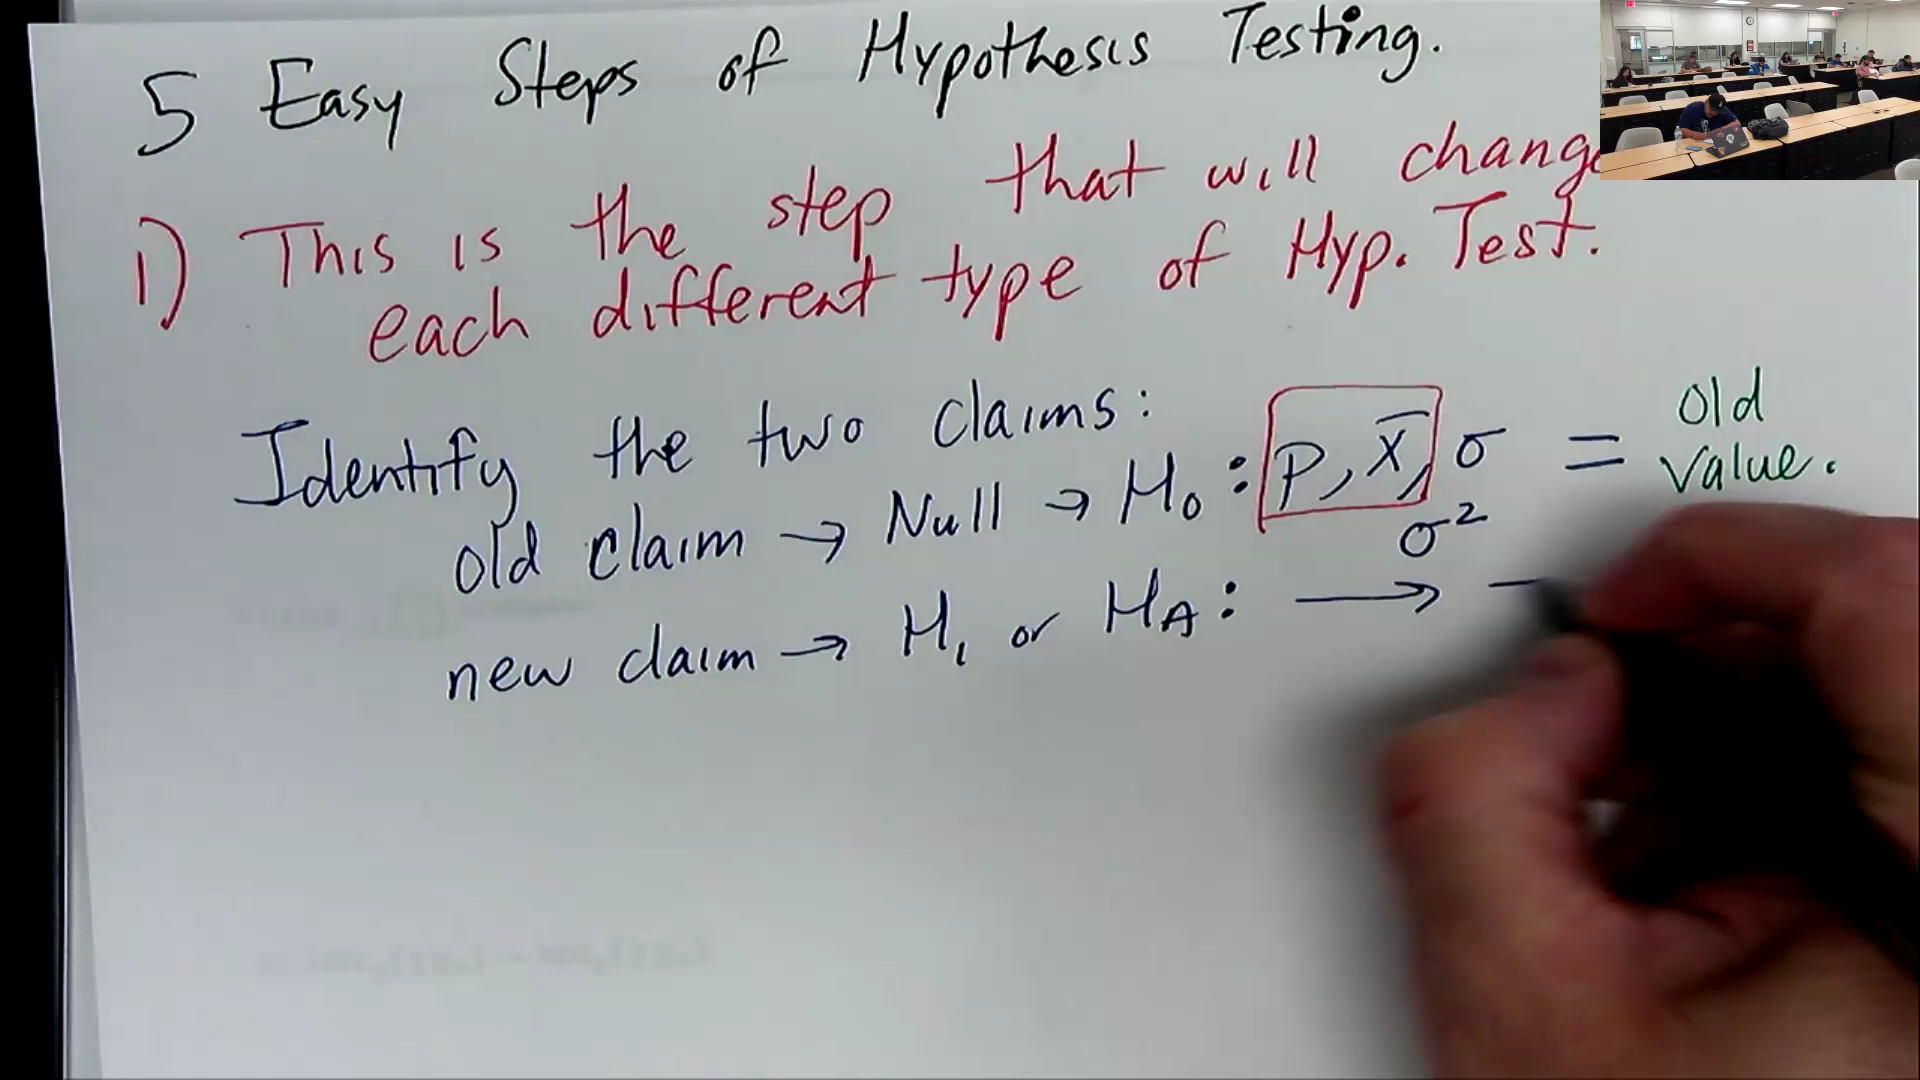 5 Easy Steps of Hypothesis Testing.
1) This is the step that will change
each different type of Hyp. Test.
Identify the two claims:
old claim → Null → H₀ : p, x̄, σ = old value.
σ²
new claim → H₁ or H_A : →